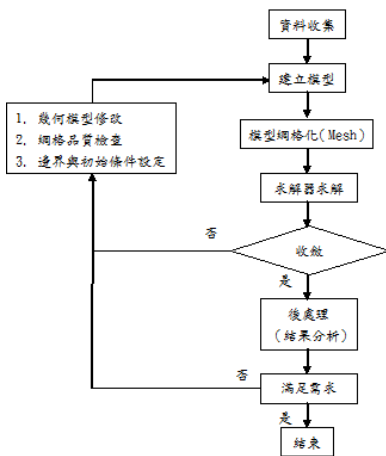 資料收集
建立模型
1. 幾何模型修改
2. 網格品質檢查
3. 邊界與初始條件設定
模型網格化(Mesh)
求解器求解
否
收斂
是
後處理
(結果分析)
否
滿足需求
是
結束